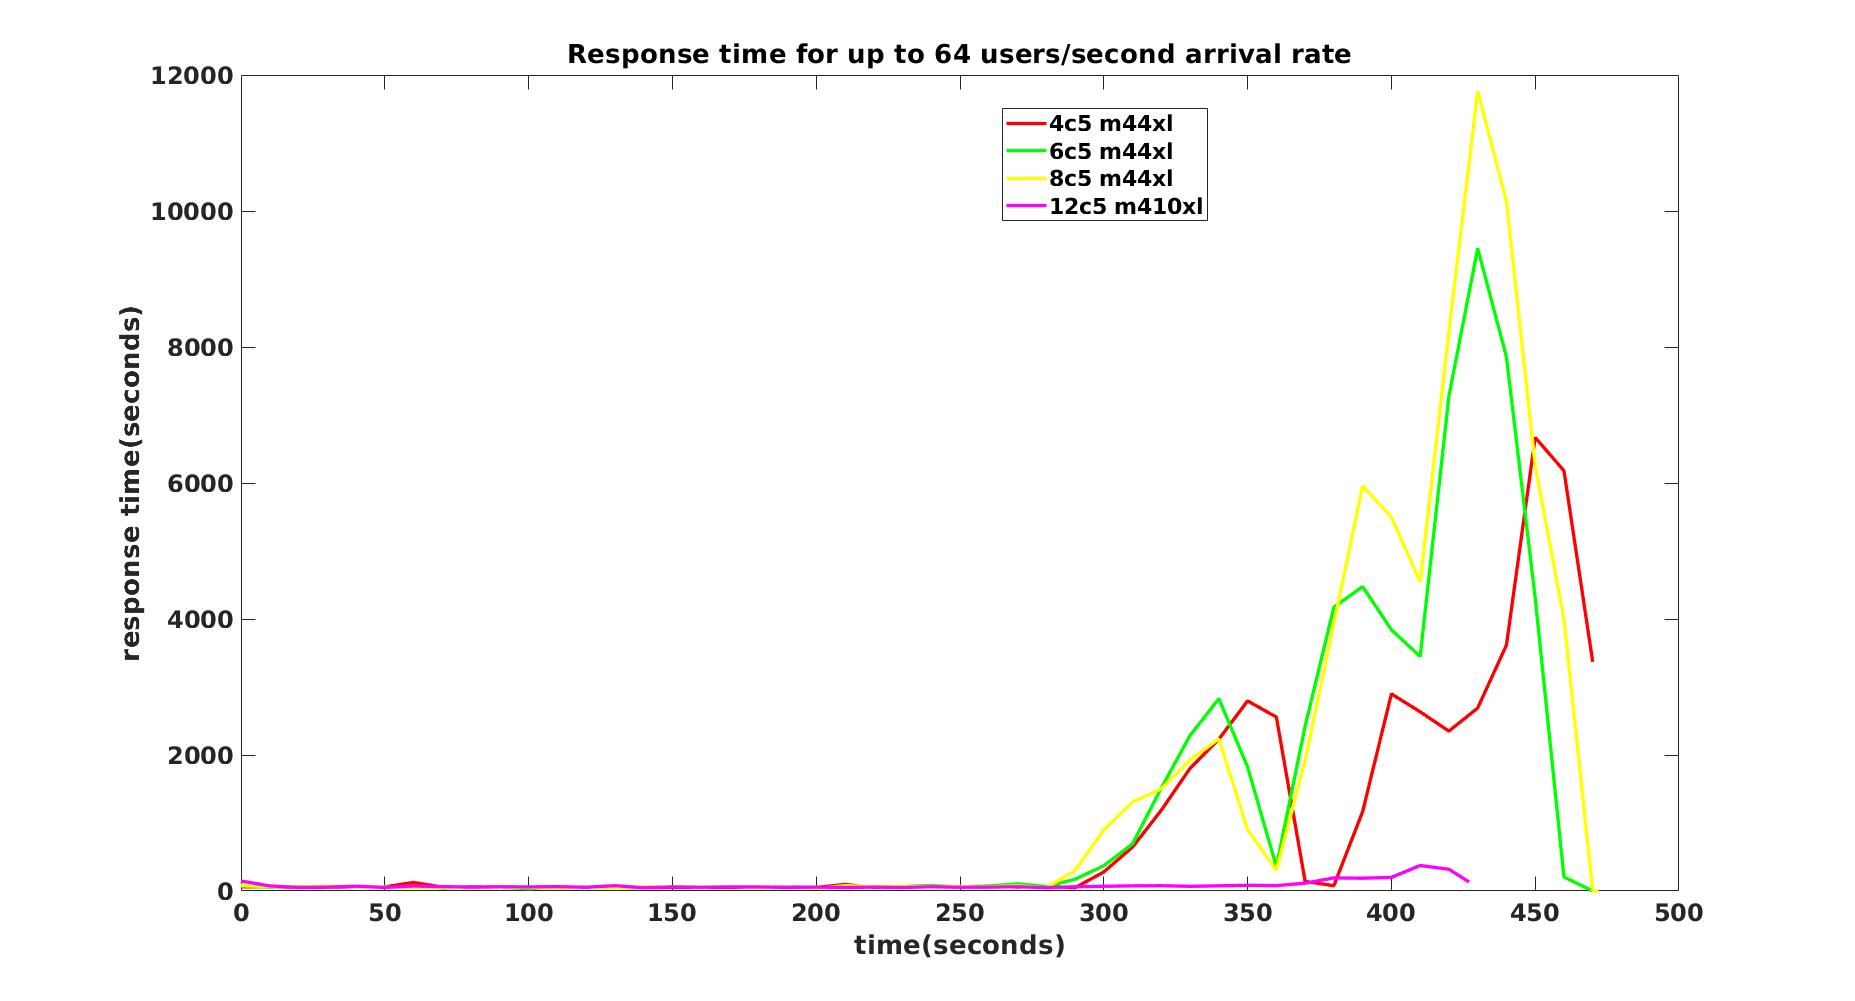 Response time for up to 64 users/second arrival rate
12000
10000
8000
6000
4000
2000
0
response time(seconds)
4c5 m44xl
6c5 m44xl
8c5 m44xl
12c5 m410xl
0 50 100 150 200 250 300 350 400 450 500
time(seconds)